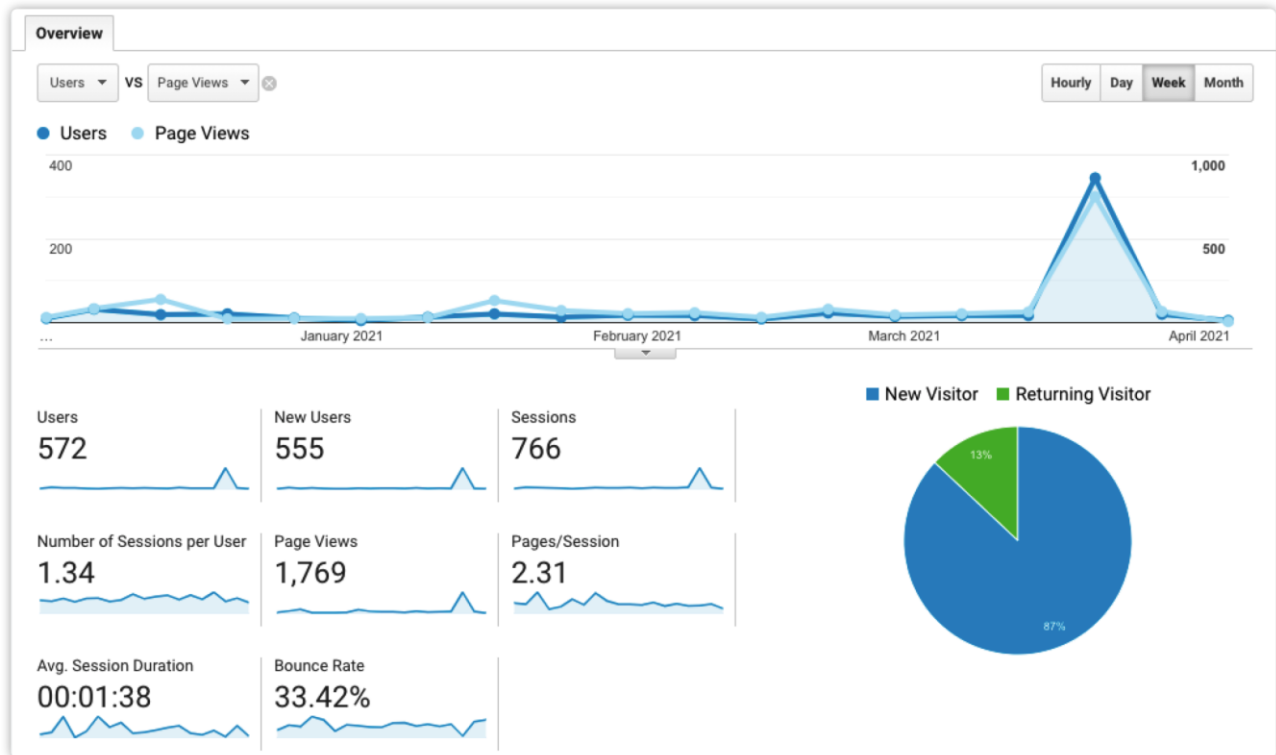 Overview
Users VS Page Views
Hourly Day Week Month
Users Page Views
400 1,000
200 500
... January 2021 February 2021 March 2021 April 2021
New Visitor Returning Visitor
Users New Users Sessions
572 555 766
13%
Number of Sessions per User Page Views Pages/Session
1.34 1,769 2.31
87%
Avg. Session Duration Bounce Rate
00:01:38 33.42%